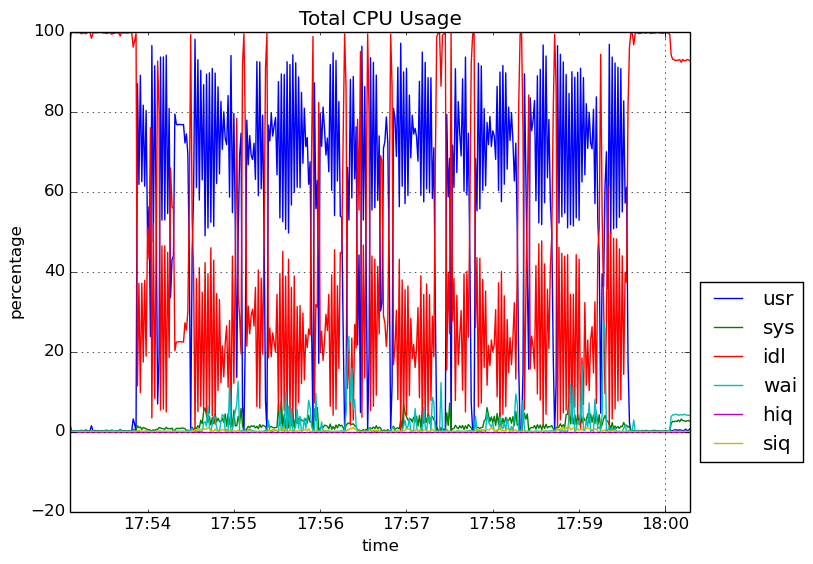 Total CPU Usage
100
80
60
40
20
0
−20
percentage
17:54 17:55 17:56 17:57 17:58 17:59 18:00
time
usr
sys
idl
wai
hiq
siq